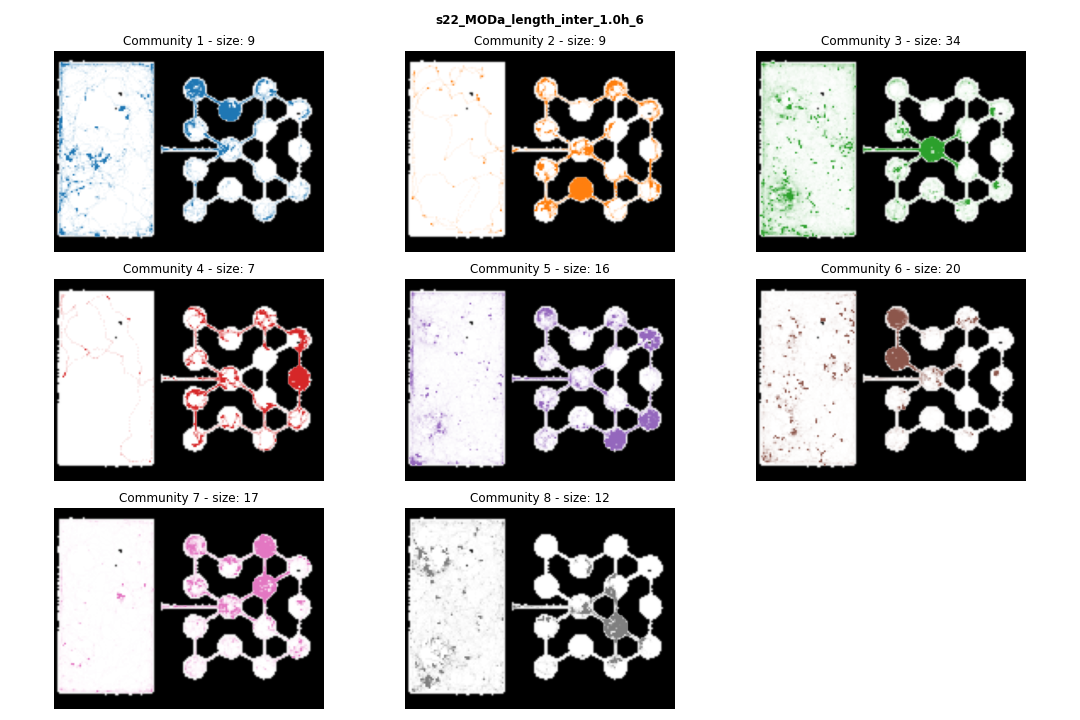 s22_MODa_length_inter_1.0h_6
Community 1 - size: 9
Community 2 - size: 9
Community 3 - size: 34
Community 4 - size: 7
Community 5 - size: 16
Community 6 - size: 20
Community 7 - size: 17
Community 8 - size: 12